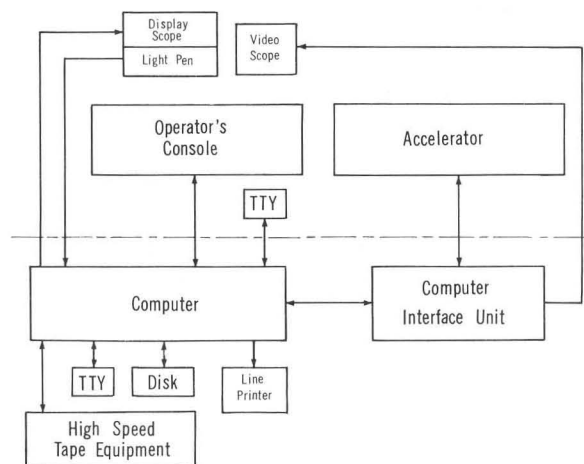 Display
Scope
Light Pen
Video
Scope
Operator's
Console
Accelerator
TTY
Computer
Computer
Interface Unit
TTY
Disk
Line
Printer
High Speed
Tape Equipment